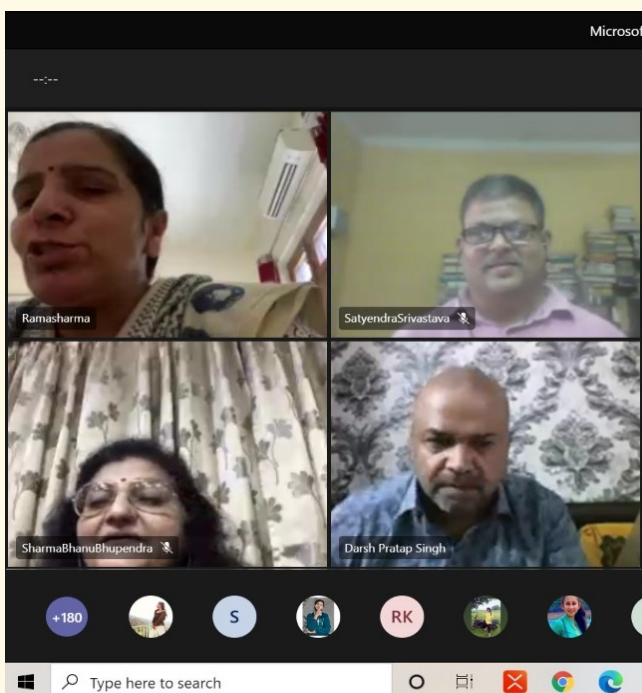 Microsof
--:--
Ramasharma
SatyendraSrivastava
SharmaBhanuBhupendra
Darsh Pratap Singh
+180
S
RK
Type here to search